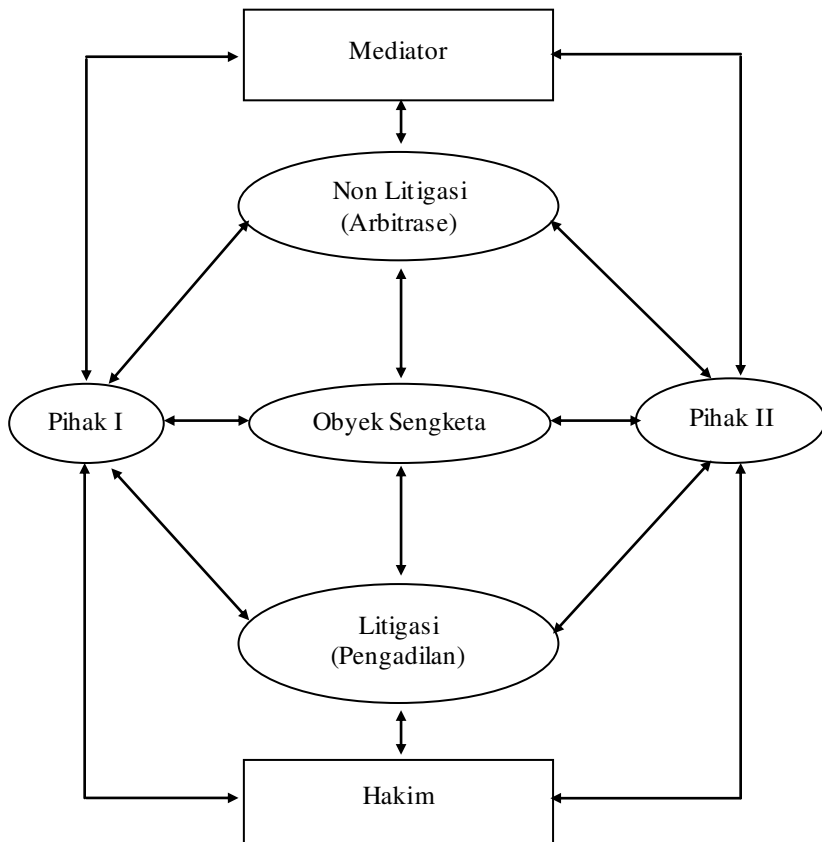 Mediator
Non Litigasi
(Arbitrase)
Pihak I
Obyek Sengketa
Pihak II
Litigasi
(Pengadilan)
Hakim